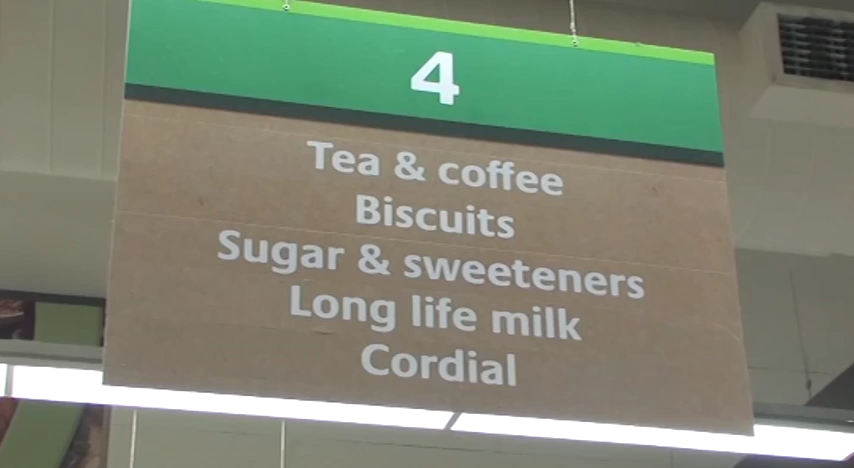 4
Tea & coffee
Biscuits
Sugar & sweeteners
Long life milk
Cordial